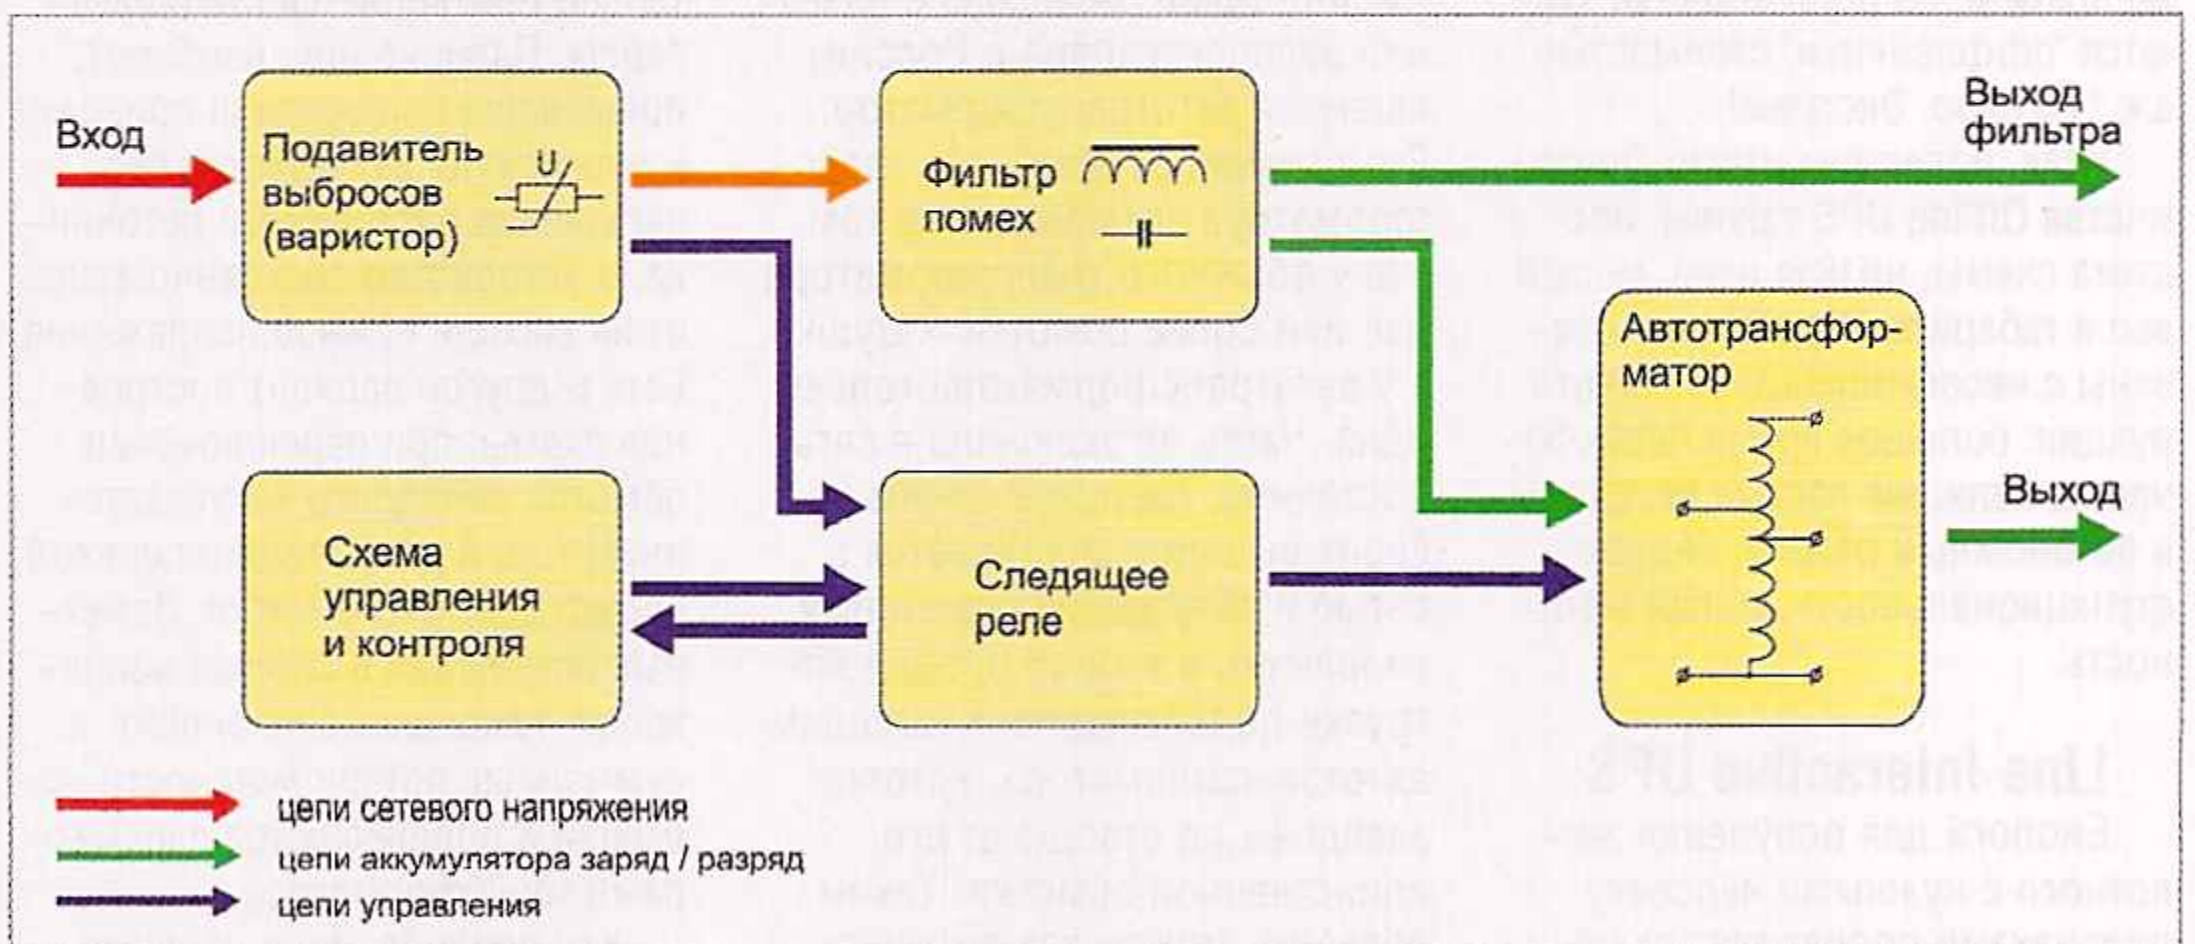 Вход
Подавитель
выбросов
(варистор)
U
Фильтр
помех
Выход
фильтра
Автотрансфор-
матор
Выход
Схема
управления
и контроля
Следящее
реле
цепи сетевого напряжения
цепи аккумулятора заряд / разряд
цепи управления